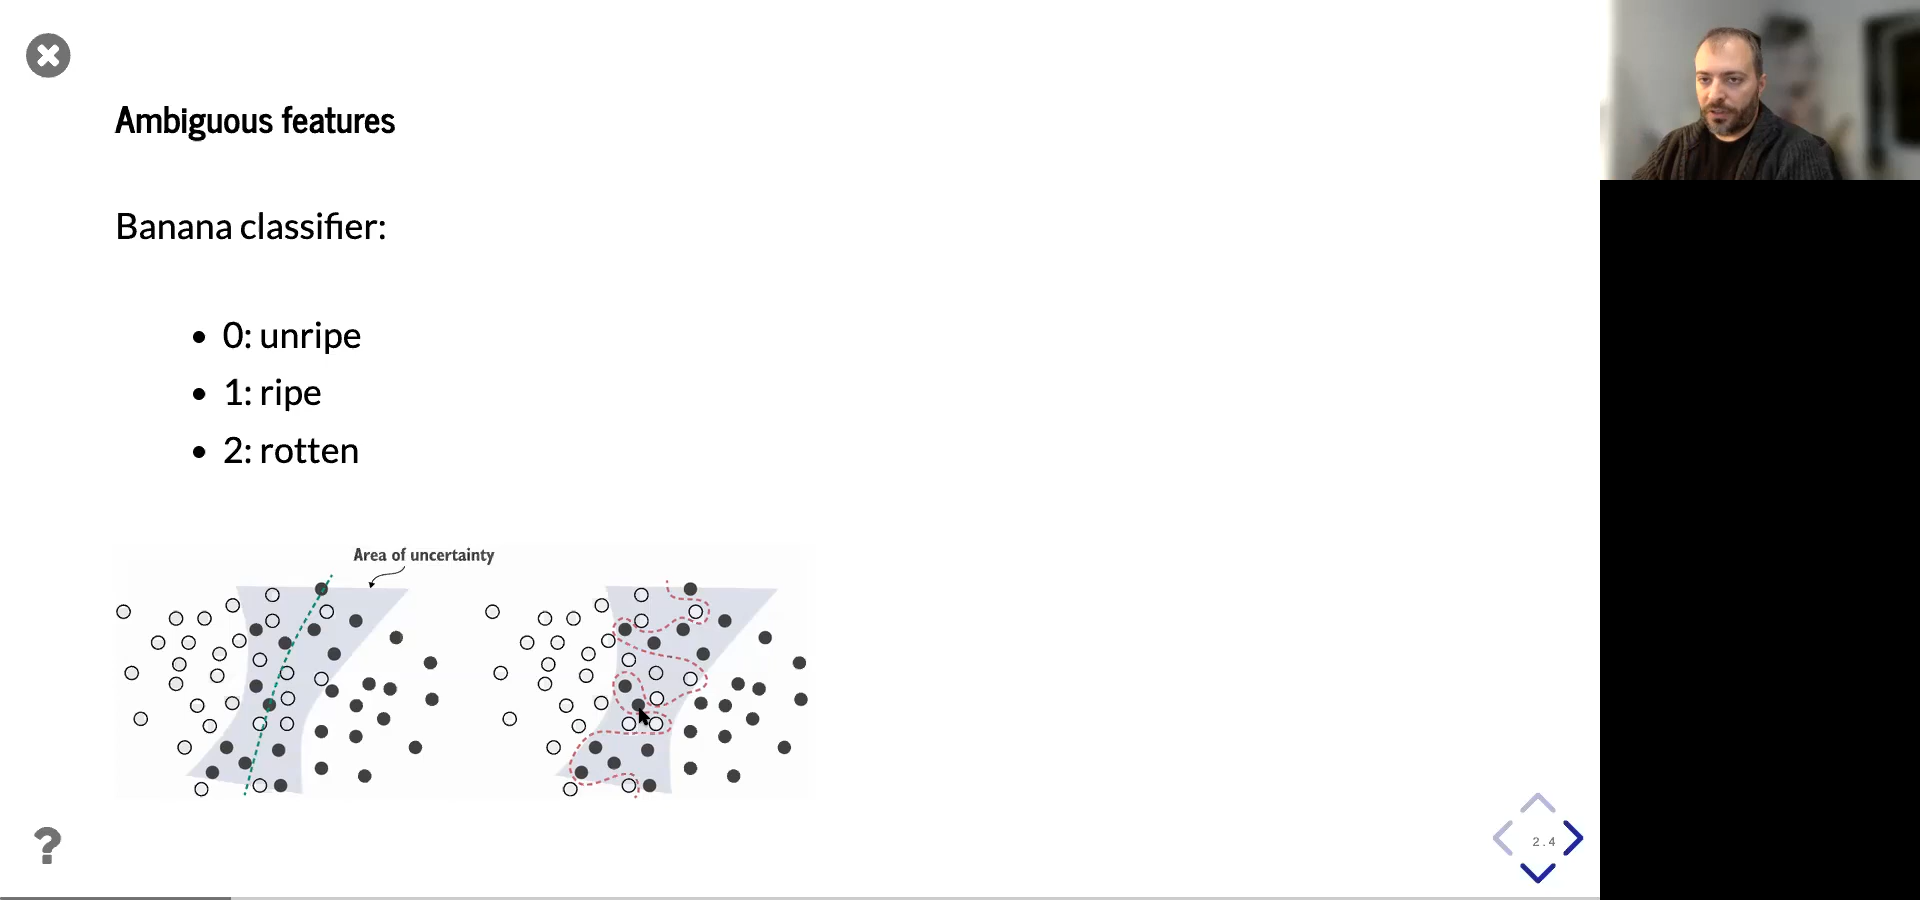 Ambiguous features
Banana classifier:
0: unripe
1: ripe
2: rotten
Area of uncertainty
?
2.4